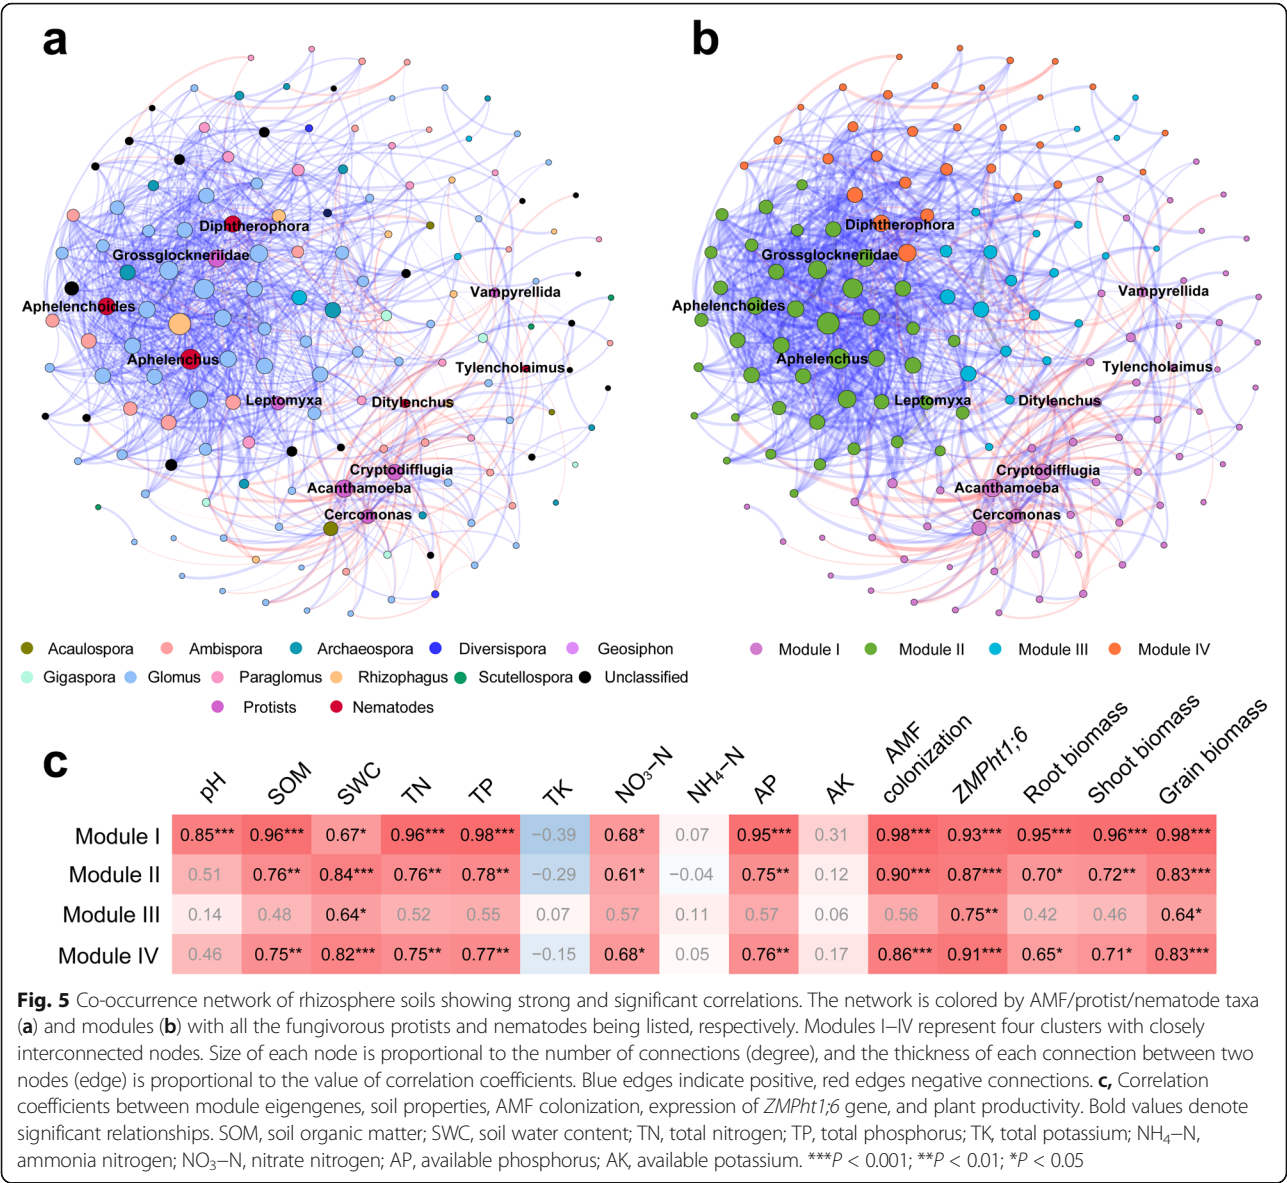 a
b
Diphtherophora
Grossglockneriidae
Aphelenchoides
Aphelenchus
Leptomyxa
Vampyrellida
Tylencholaimus
Ditylenchus
Cryptodifflugia
Acanthamoeba
Cercomonas
Diphtherophora
Grossglockneriidae
Aphelenchoides
Aphelenchus
Leptomyxa
Vampyrellida
Tylencholaimus
Ditylenchus
Cryptodifflugia
Acanthamoeba
Cercomonas
Acaulospora Ambispora Archaeospora Diversispora Geosiphon
Gigaspora Glomus Paraglomus Rhizophagus Scutellospora Unclassified
Protists Nematodes
Module I Module II Module III Module IV
c
pH SOM SWC TN TP TK NO₃−N NH₄−N AP AK AMF colonization ZMPht1;6 Root biomass Shoot biomass Grain biomass
Module I 0.85*** 0.96*** 0.67* 0.96*** 0.98*** −0.39 0.68* 0.07 0.95*** 0.31 0.98*** 0.93*** 0.95*** 0.96*** 0.98***
Module II 0.51 0.76** 0.84*** 0.76** 0.78** −0.29 0.61* −0.04 0.75** 0.12 0.90*** 0.87*** 0.70* 0.72** 0.83***
Module III 0.14 0.48 0.64* 0.52 0.55 0.07 0.57 0.11 0.57 0.06 0.56 0.75** 0.42 0.46 0.64*
Module IV 0.46 0.75** 0.82*** 0.75** 0.77** −0.15 0.68* 0.05 0.76** 0.17 0.86*** 0.91*** 0.65* 0.71* 0.83***
Fig. 5 Co-occurrence network of rhizosphere soils showing strong and significant correlations. The network is colored by AMF/protist/nematode taxa
(a) and modules (b) with all the fungivorous protists and nematodes being listed, respectively. Modules I–IV represent four clusters with closely
interconnected nodes. Size of each node is proportional to the number of connections (degree), and the thickness of each connection between two
nodes (edge) is proportional to the value of correlation coefficients. Blue edges indicate positive, red edges negative connections. c, Correlation
coefficients between module eigengenes, soil properties, AMF colonization, expression of ZMPht1;6 gene, and plant productivity. Bold values denote
significant relationships. SOM, soil organic matter; SWC, soil water content; TN, total nitrogen; TP, total phosphorus; TK, total potassium; NH₄–N,
ammonia nitrogen; NO₃–N, nitrate nitrogen; AP, available phosphorus; AK, available potassium. ***P < 0.001; **P < 0.01; *P < 0.05